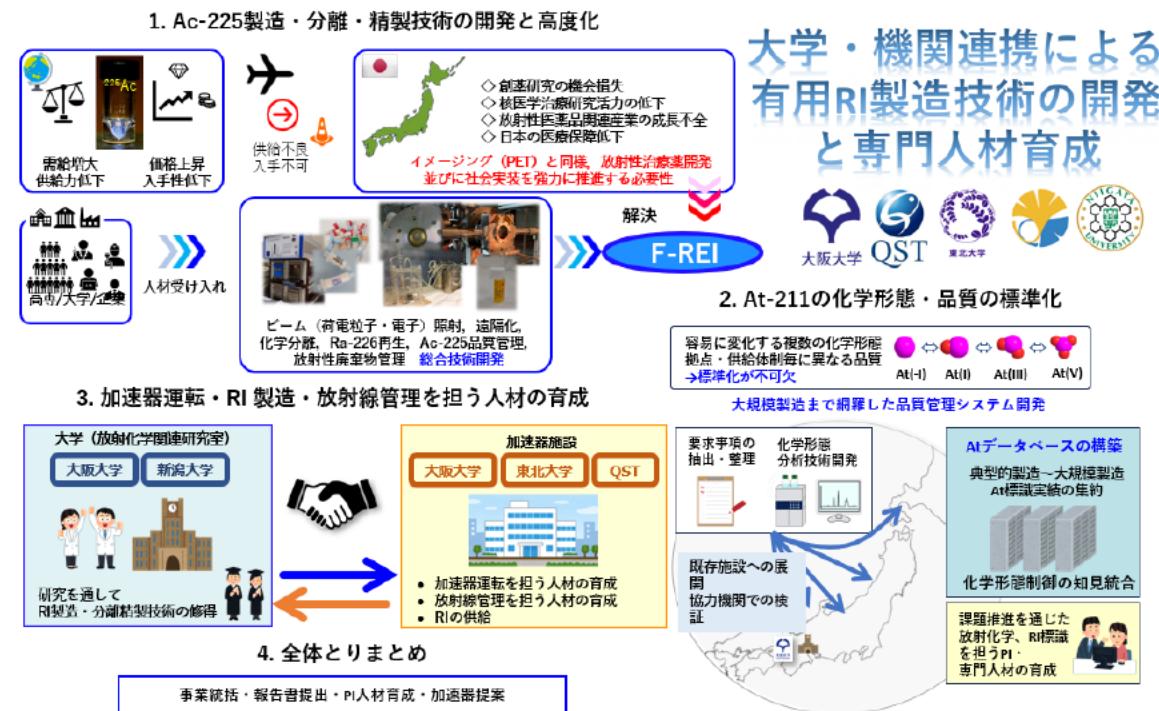 1. Ac-225製造・分離・精製技術の開発と高度化
大学・機関連携による
有用RI製造技術の開発
と専門人材育成
225Ac
需給増大
供給力低下
価格上昇
入手性低下
供給不良
入手不可
◇創薬研究の機会損失
◇核医学治療研究活力の低下
◇放射性医薬品関連産業の成長不全
◇日本の医療保障低下
イメージング（PET）と同様，放射性治療薬開発
並びに社会実装を強力に推進する必要性
解決
F-REI
高専/大学/企業
人材受け入れ
ビーム（荷電粒子・電子）照射，遠隔化，
化学分離，Ra-226再生，Ac-225品質管理，
放射性廃棄物管理 総合技術開発
大阪大学
QST
東北大学
NIIGATA
UNIVERSITY
2. At-211の化学形態・品質の標準化
容易に変化する複数の化学形態
拠点・供給体制毎に異なる品質
→標準化が不可欠
At(-I) At(I) At(III) At(V)
大規模製造まで網羅した品質管理システム開発
3. 加速器運転・RI 製造・放射線管理を担う人材の育成
大学（放射化学関連研究室）
大阪大学 新潟大学
研究を通して
RI製造・分離精製技術の修得
加速器施設
大阪大学 東北大学 QST
• 加速器運転を担う人材の育成
• 放射線管理を担う人材の育成
• RIの供給
要求事項の
抽出・整理
化学形態
分析技術開発
既存施設への展
開
協力機関での検
証
Atデータベースの構築
典型的製造～大規模製造
At標識実績の集約
化学形態制御の知見統合
課題推進を通じた
放射化学、RI標識
を担うPI・
専門人材の育成
4. 全体とりまとめ
事業統括・報告書提出・PI人材育成・加速器提案